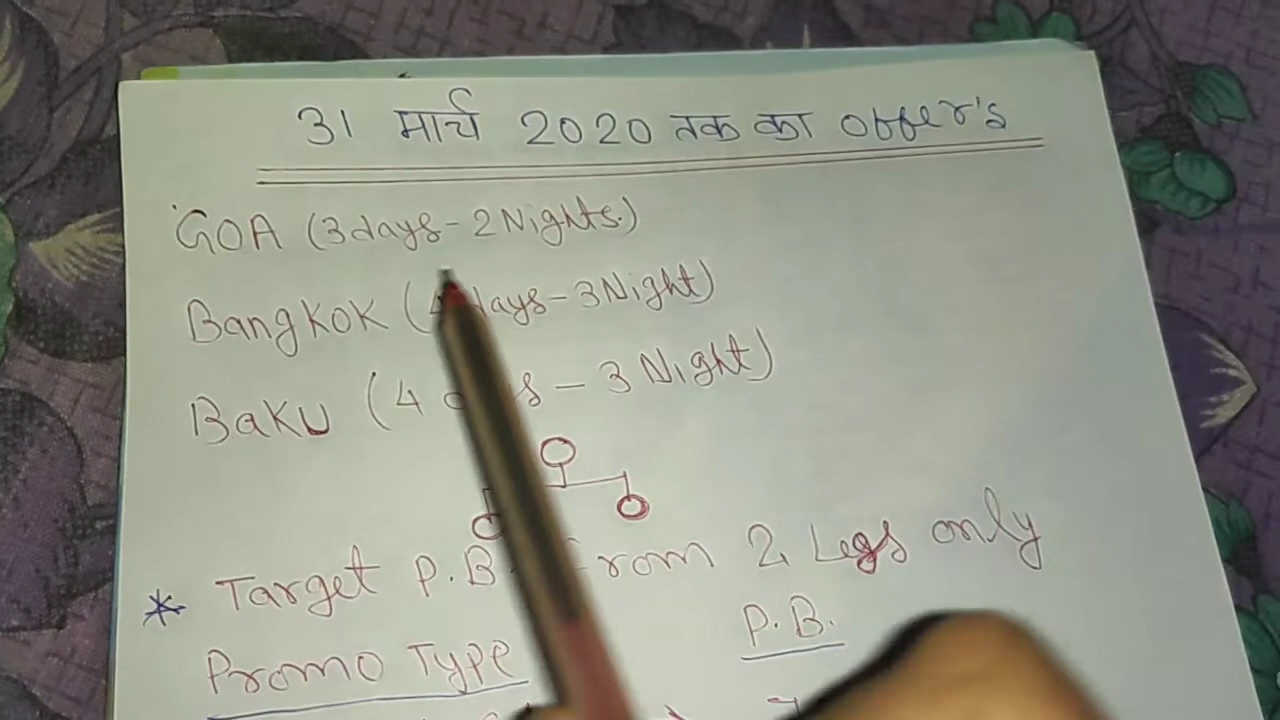 31 मार्च 2020 तक का offer's
GOA (3days-2Nights.)
Bangkok (4days-3Night)
Baku (4 - 3 Night)
* Target P.B. From 2 Legs only
Promo Type P.B.